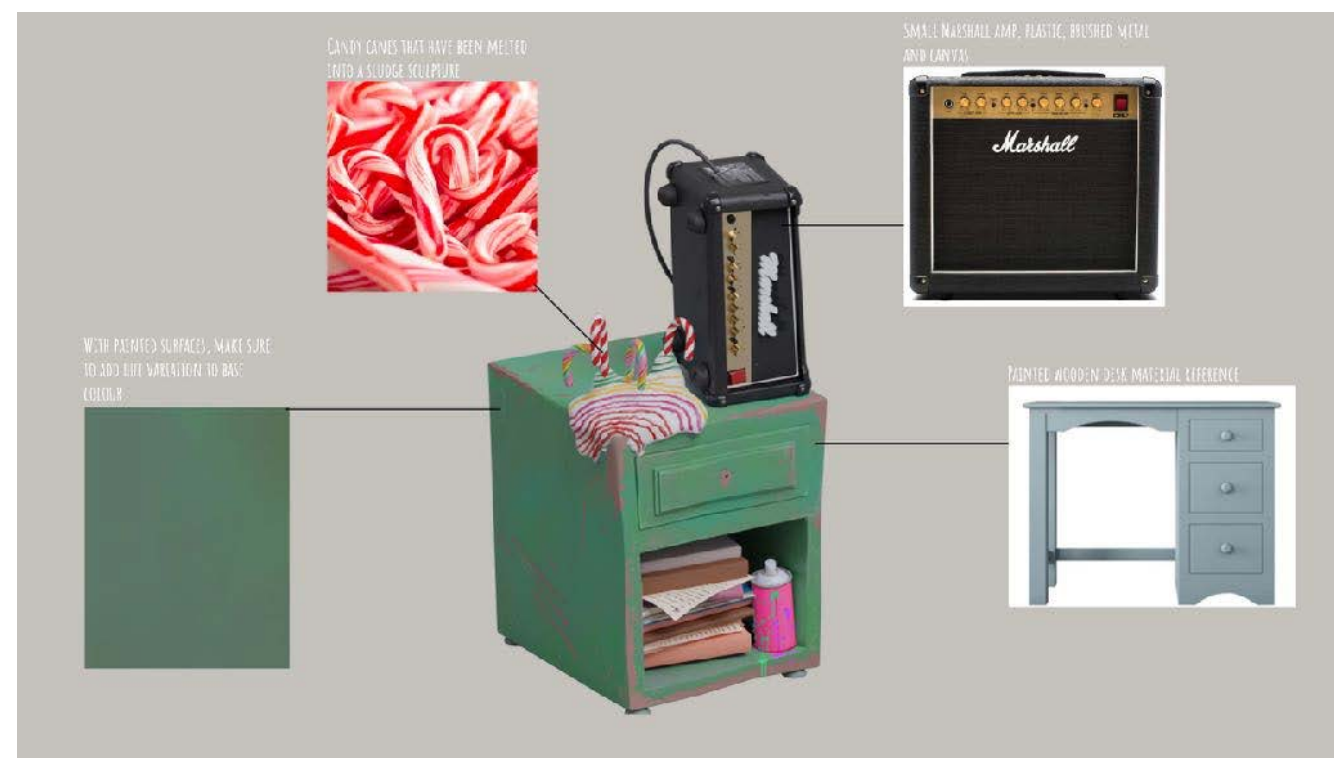 CANDY CANES THAT HAVE BEEN MELTED
INTO A SLUDGE SCULPTURE
SMALL MARSHALL AMP, PLASTIC, BRUSHED METAL
AND CANVAS
Marshall
Marshall
WITH PAINTED SURFACES, MAKE SURE
TO ADD HUE VARIATION TO BASE
COLOUR
PAINTED WOODEN DESK MATERIAL REFERENCE